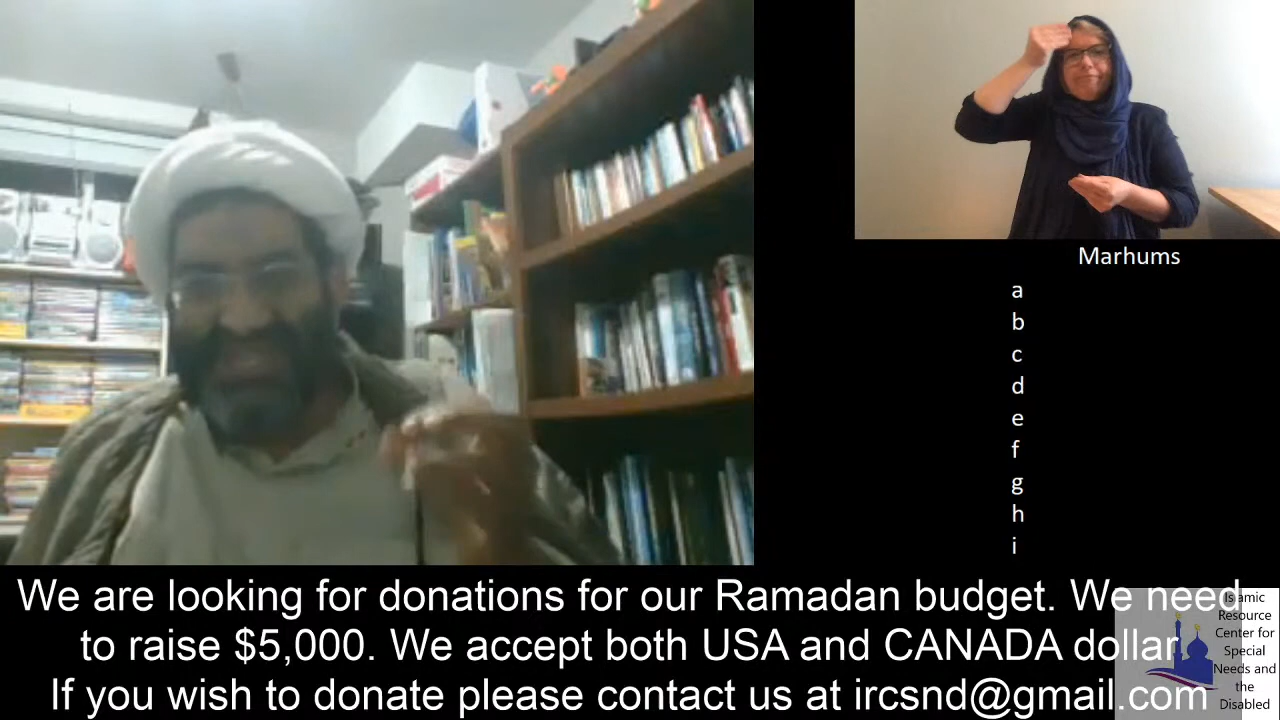 Marhums
a
b
c
d
e
f
g
h
i
We are looking for donations for our Ramadan budget. We need
to raise $5,000. We accept both USA and CANADA dollar
If you wish to donate please contact us at ircsnd@gmail.com
Islamic
Resource
Center for
Special
Needs and
the
Disabled